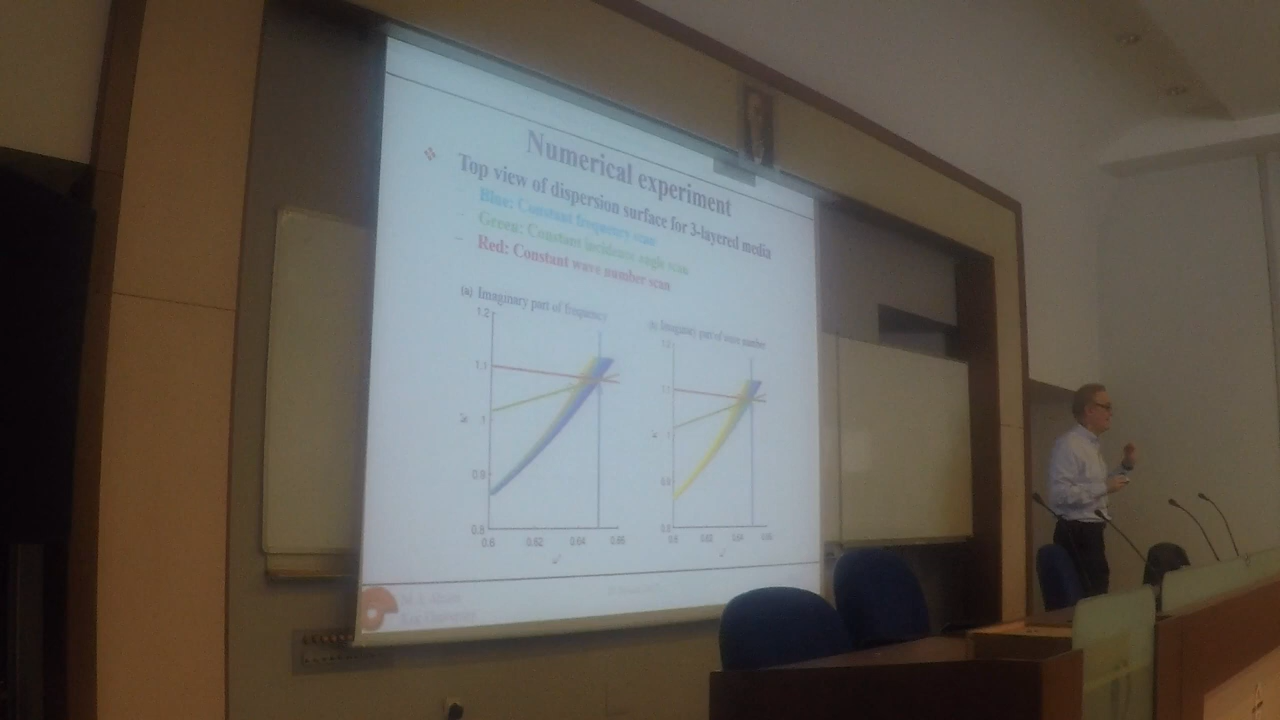 Numerical experiment
Top view of dispersion surface for 3-layered media
Blue: Constant frequency scan
Green: Constant incidence angle scan
Red: Constant wave number scan
(a) Imaginary part of frequency
Imaginary part of wave number
1.2
1.1
1
0.9
0.8
0.6
0.62
0.64
0.66